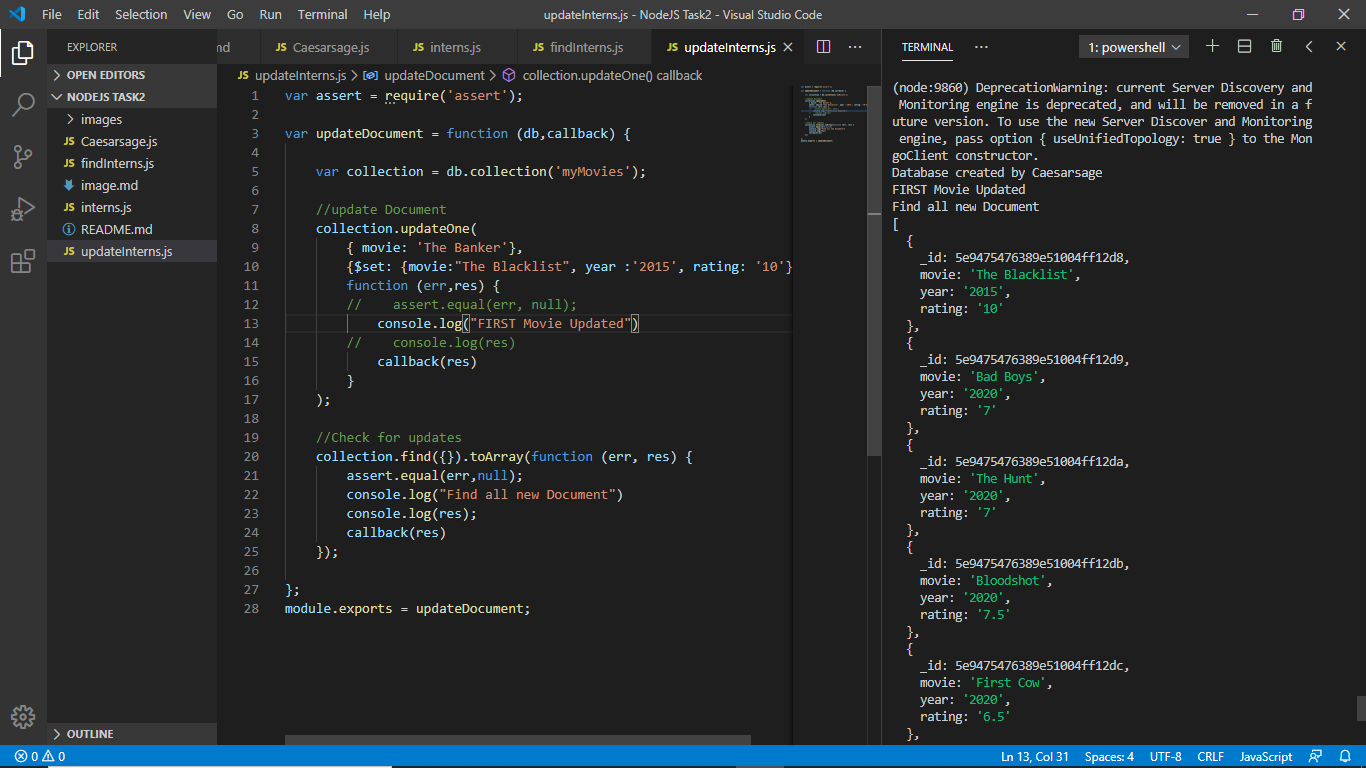 File Edit Selection View Go Run Terminal Help updateInterns.js - NodeJS Task2 - Visual Studio Code
EXPLORER
OPEN EDITORS
NODEJS TASK2
images
JS Caesarsage.js
JS findInterns.js
image.md
JS interns.js
README.md
JS updateInterns.js
OUTLINE
nd JS Caesarsage.js JS interns.js JS findInterns.js JS updateInterns.js
JS updateInterns.js > updateDocument > collection.updateOne() callback
1 var assert = require('assert');
2
3 var updateDocument = function (db,callback) {
4
5 var collection = db.collection('myMovies');
6
7 //update Document
8 collection.updateOne(
9 { movie: 'The Banker'},
10 {$set: {movie:"The Blacklist", year :'2015', rating: '10'}
11 function (err,res) {
12 // assert.equal(err, null);
13 console.log("FIRST Movie Updated")
14 // console.log(res)
15 callback(res)
16 }
17 );
18
19 //Check for updates
20 collection.find({}).toArray(function (err, res) {
21 assert.equal(err,null);
22 console.log("Find all new Document")
23 console.log(res);
24 callback(res)
25 });
26
27 };
28 module.exports = updateDocument;
TERMINAL ··· 1: powershell
(node:9860) DeprecationWarning: current Server Discovery and
Monitoring engine is deprecated, and will be removed in a f
uture version. To use the new Server Discover and Monitoring
engine, pass option { useUnifiedTopology: true } to the Mon
goClient constructor.
Database created by Caesarsage
FIRST Movie Updated
Find all new Document
[
{
_id: 5e9475476389e51004ff12d8,
movie: 'The Blacklist',
year: '2015',
rating: '10'
},
{
_id: 5e9475476389e51004ff12d9,
movie: 'Bad Boys',
year: '2020',
rating: '7'
},
{
_id: 5e9475476389e51004ff12da,
movie: 'The Hunt',
year: '2020',
rating: '7'
},
{
_id: 5e9475476389e51004ff12db,
movie: 'Bloodshot',
year: '2020',
rating: '7.5'
},
{
_id: 5e9475476389e51004ff12dc,
movie: 'First Cow',
year: '2020',
rating: '6.5'
},
0 0 Ln 13, Col 31 Spaces: 4 UTF-8 CRLF JavaScript